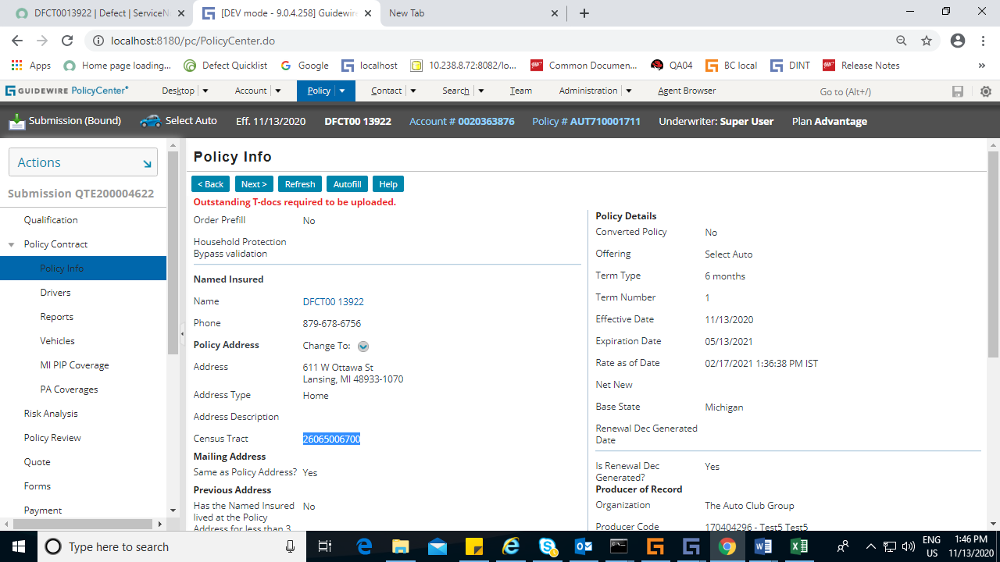 DFCT0013922 | Defect | ServiceN
[DEV mode - 9.0.4.258] Guidewire
New Tab
localhost:8180/pc/PolicyCenter.do
Apps
Home page loading...
Defect Quicklist
Google
localhost
10.238.8.72:8082/lo...
Common Documen...
QA04
BC local
DINT
Release Notes
»
GUIDEWIRE PolicyCenter
Desktop
Account
Policy
Contact
Search
Team
Administration
Agent Browser
Go to (Alt+/)
Submission (Bound)
Select Auto
Eff. 11/13/2020
DFCT00 13922
Account # 0020363876
Policy # AUT710001711
Underwriter: Super User
Plan Advantage
Actions
Submission QTE200004622
Qualification
Policy Contract
Policy Info
Drivers
Reports
Vehicles
MI PIP Coverage
PA Coverages
Risk Analysis
Policy Review
Quote
Forms
Payment
Policy Info
< Back
Next >
Refresh
Autofill
Help
Outstanding T-docs required to be uploaded.
Order Prefill No
Household Protection
Bypass validation
Named Insured
Name DFCT00 13922
Phone 879-678-6756
Policy Address Change To:
Address 611 W Ottawa St
Lansing, MI 48933-1070
Address Type Home
Address Description
Census Tract 26065006700
Mailing Address
Same as Policy Address? Yes
Previous Address
Has the Named Insured No
lived at the Policy
Address for less than 3
Policy Details
Converted Policy No
Offering Select Auto
Term Type 6 months
Term Number 1
Effective Date 11/13/2020
Expiration Date 05/13/2021
Rate as of Date 02/17/2021 1:36:38 PM IST
Net New
Base State Michigan
Renewal Dec Generated
Date
Is Renewal Dec Yes
Generated?
Producer of Record
Organization The Auto Club Group
Producer Code 170404296 - Test5 Test5
Type here to search
ENG
US
1:46 PM
11/13/2020